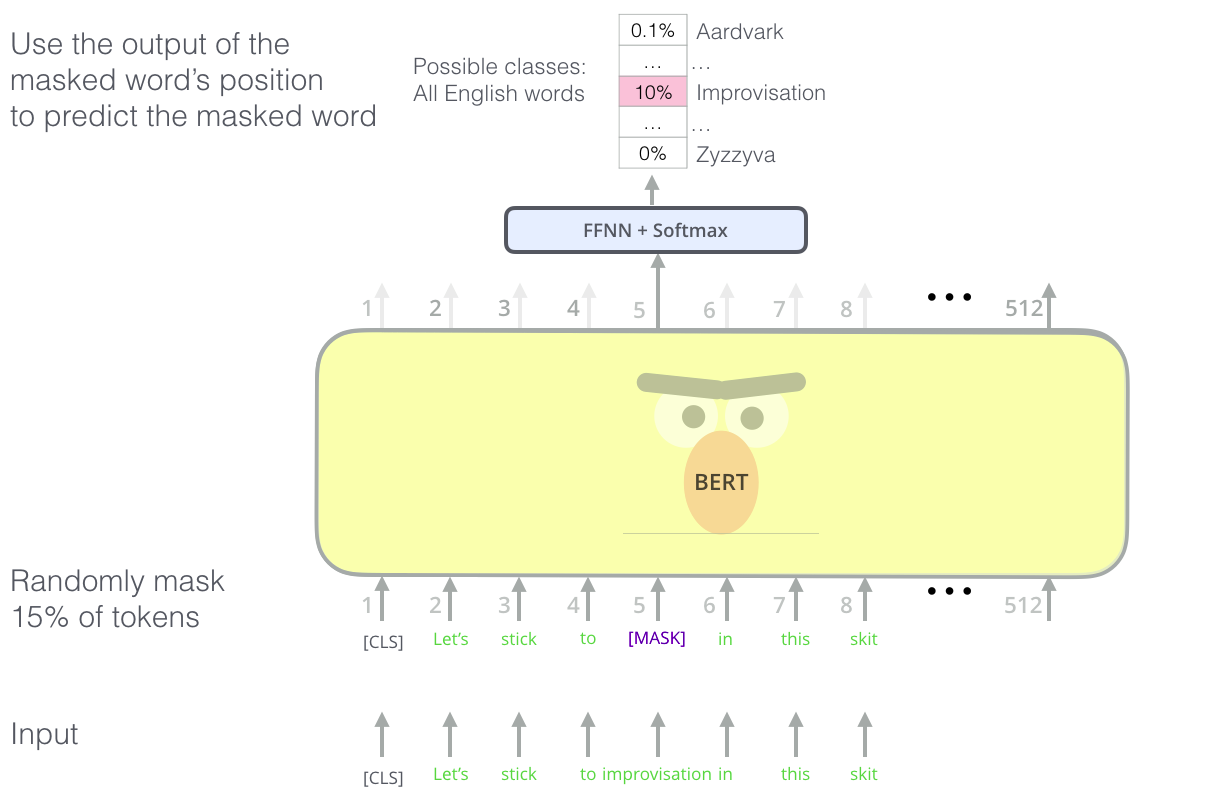 Use the output of the
masked word's position
to predict the masked word
Possible classes:
All English words
0.1% Aardvark
... ...
10% Improvisation
... ...
0% Zyzzyva
FFNN + Softmax
1 2 3 4 5 6 7 8 ... 512
BERT
Randomly mask
15% of tokens
1 2 3 4 5 6 7 8 ... 512
[CLS] Let's stick to [MASK] in this skit
Input
[CLS] Let's stick to improvisation in this skit